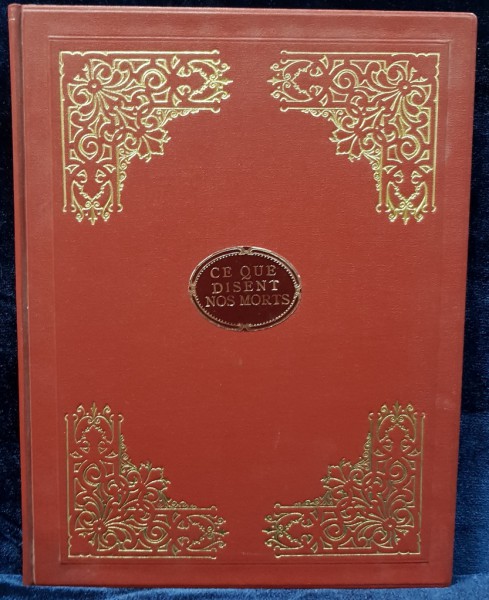 CE QUE
DISENT
NOS MORTS